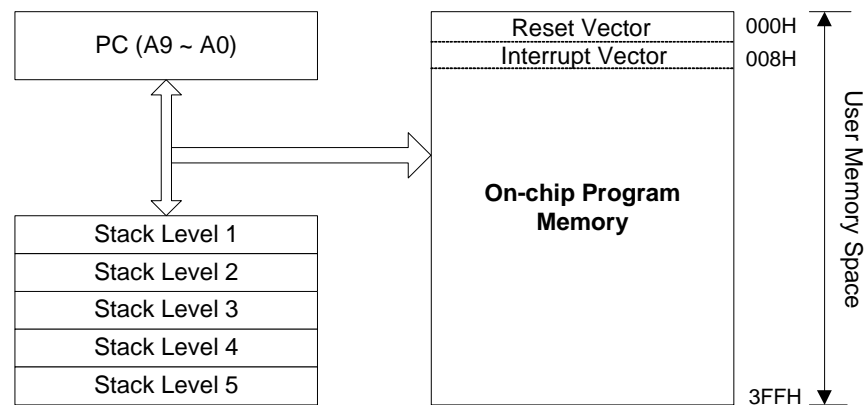 PC (A9 ~ A0)
Stack Level 1
Stack Level 2
Stack Level 3
Stack Level 4
Stack Level 5
Reset Vector
000H
Interrupt Vector
008H
On-chip Program
Memory
3FFH
User Memory Space